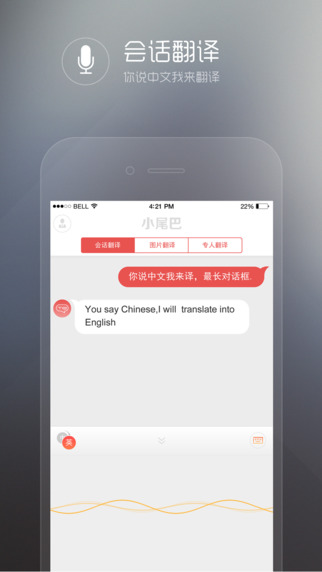 会话翻译
你说中文我来翻译
BELL 4:21 PM 22%
小尾巴
会话翻译 图片翻译 专人翻译
你说中文我来译，最长对话框.
You say Chinese,I will translate into
English
英